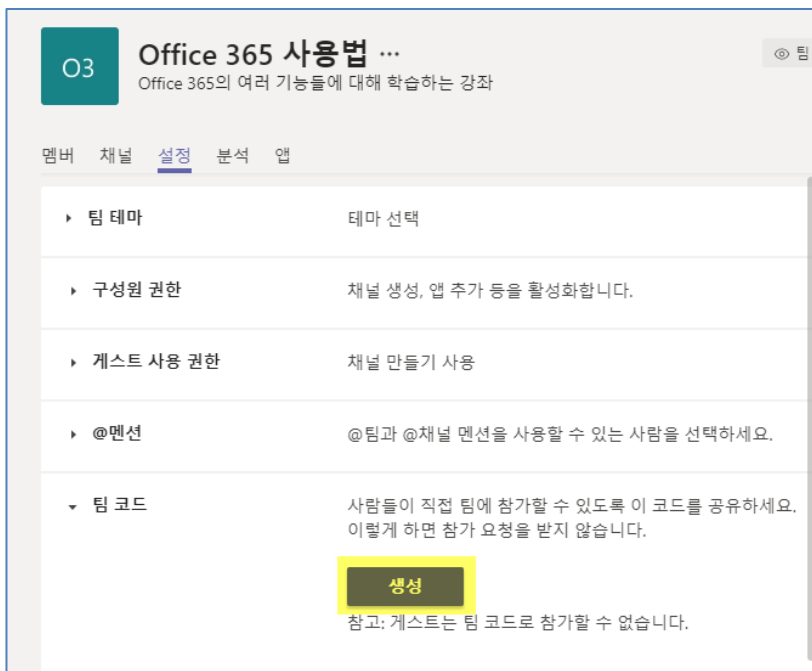 O3
Office 365 사용법 ···
Office 365의 여러 기능들에 대해 학습하는 강좌
팀
멤버 채널 설정 분석 앱
팀 테마 테마 선택
구성원 권한 채널 생성, 앱 추가 등을 활성화합니다.
게스트 사용 권한 채널 만들기 사용
@멘션 @팀과 @채널 멘션을 사용할 수 있는 사람을 선택하세요.
팀 코드 사람들이 직접 팀에 참가할 수 있도록 이 코드를 공유하세요.
이렇게 하면 참가 요청을 받지 않습니다.
생성
참고: 게스트는 팀 코드로 참가할 수 없습니다.